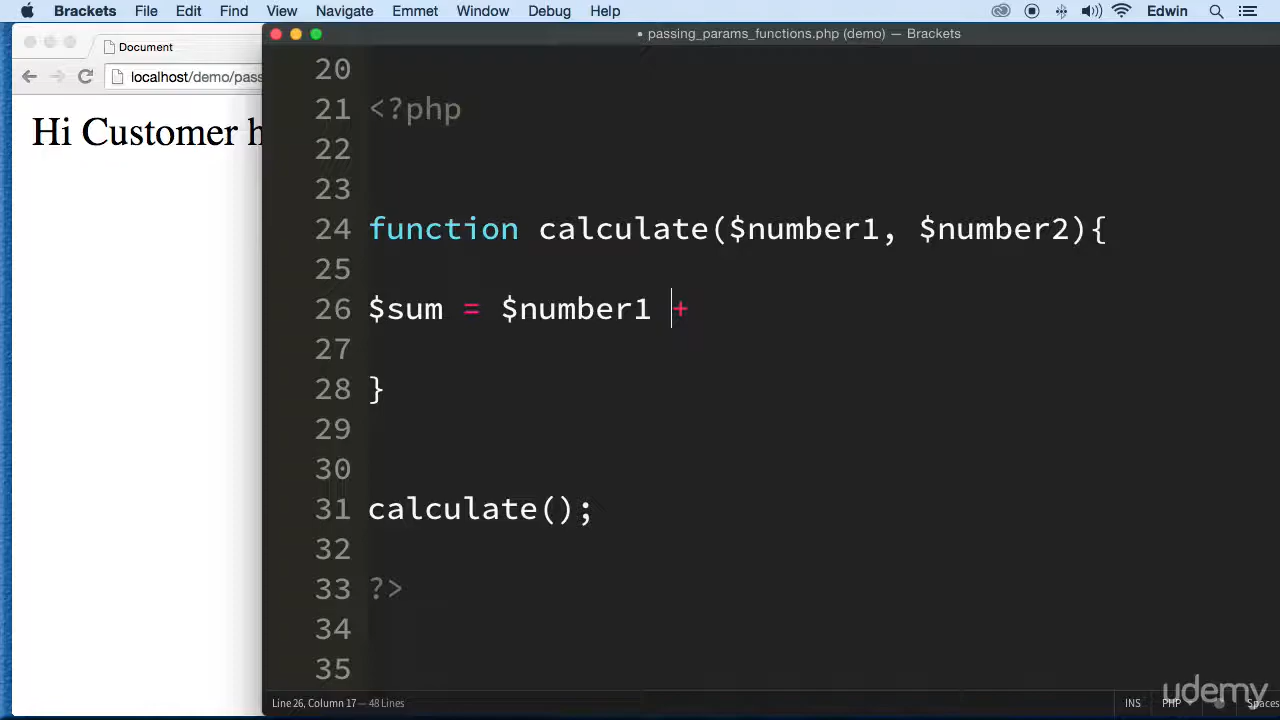 Brackets File Edit Find View Navigate Emmet Window Debug Help Edwin
Document
passing_params_functions.php (demo) — Brackets
localhost/demo/pass
Hi Customer h
20
21 <?php
22
23
24 function calculate($number1, $number2){
25
26 $sum = $number1 +
27
28 }
29
30
31 calculate();
32
33 ?>
34
35
Line 26, Column 17 — 48 Lines
INS PHP Spaces
udemy